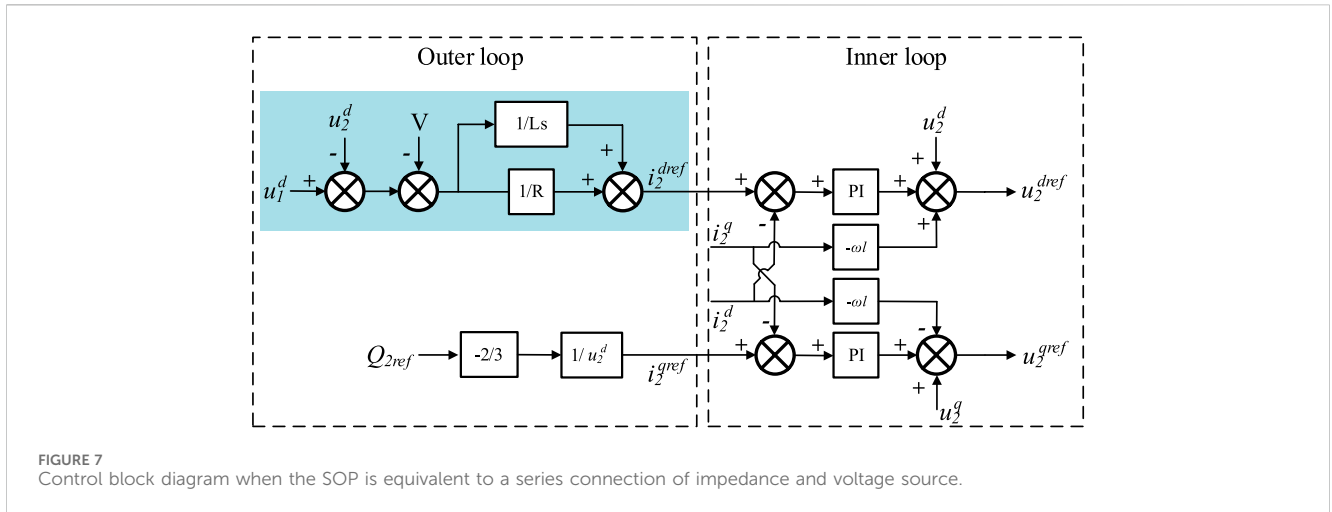 Outer loop
Inner loop
u₂ᵈ
V
1/Ls
u₂ᵈ
- - + + +
u₁ᵈ + 1/R + i₂ᵈʳᵉᶠ + + PI + u₂ᵈʳᵉᶠ
- +
i₂q -ωl
i₂ᵈ -ωl
- -
Q₂ref -2/3 1/ u₂ᵈ i₂qref + + PI + u₂qref
+
u₂q
FIGURE 7
Control block diagram when the SOP is equivalent to a series connection of impedance and voltage source.